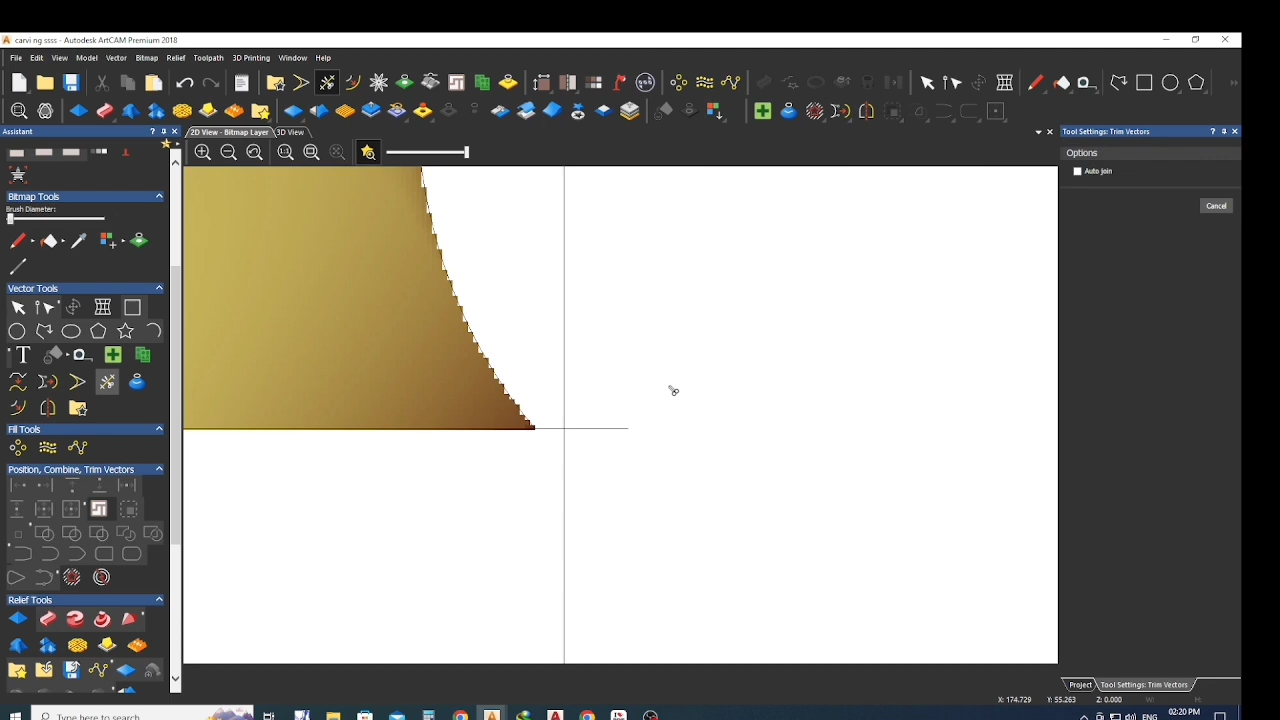 carvi ng ssss - Autodesk ArtCAM Premium 2018
File Edit View Model Vector Bitmap Relief Toolpath 3D Printing Window Help
Assistant
2D View - Bitmap Layer 3D View
Tool Settings: Trim Vectors
Options
Auto join
Cancel
Bitmap Tools
Brush Diameter:
Vector Tools
Fill Tools
Position, Combine, Trim Vectors
Relief Tools
Project Tool Settings: Trim Vectors
X: 174.729 Y: 55.263 Z: 0.000 W: H:
Type here to search
ENG
02:20 PM